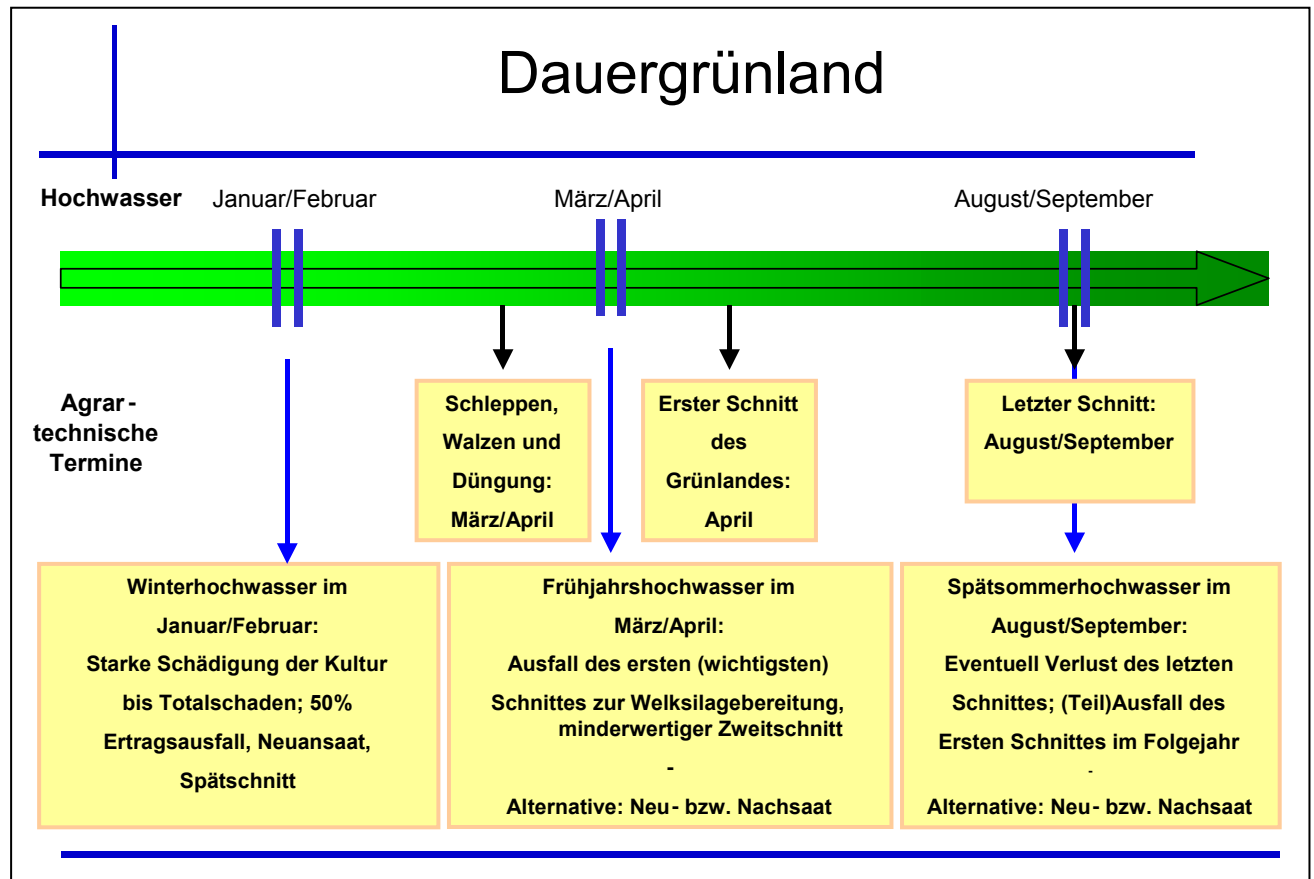 Dauergrünland
Hochwasser
Januar/Februar
März/April
August/September
Agrar-
technische
Termine
Schleppen,
Walzen und
Düngung:
März/April
Erster Schnitt
des
Grünlandes:
April
Letzter Schnitt:
August/September
Winterhochwasser im
Januar/Februar:
Starke Schädigung der Kultur
bis Totalschaden; 50%
Ertragsausfall, Neuansaat,
Spätschnitt
Frühjahrshochwasser im
März/April:
Ausfall des ersten (wichtigsten)
Schnittes zur Welksilagebereitung,
minderwertiger Zweitschnitt
-
Alternative: Neu- bzw. Nachsaat
Spätsommerhochwasser im
August/September:
Eventuell Verlust des letzten
Schnittes; (Teil)Ausfall des
Ersten Schnittes im Folgejahr
-
Alternative: Neu- bzw. Nachsaat